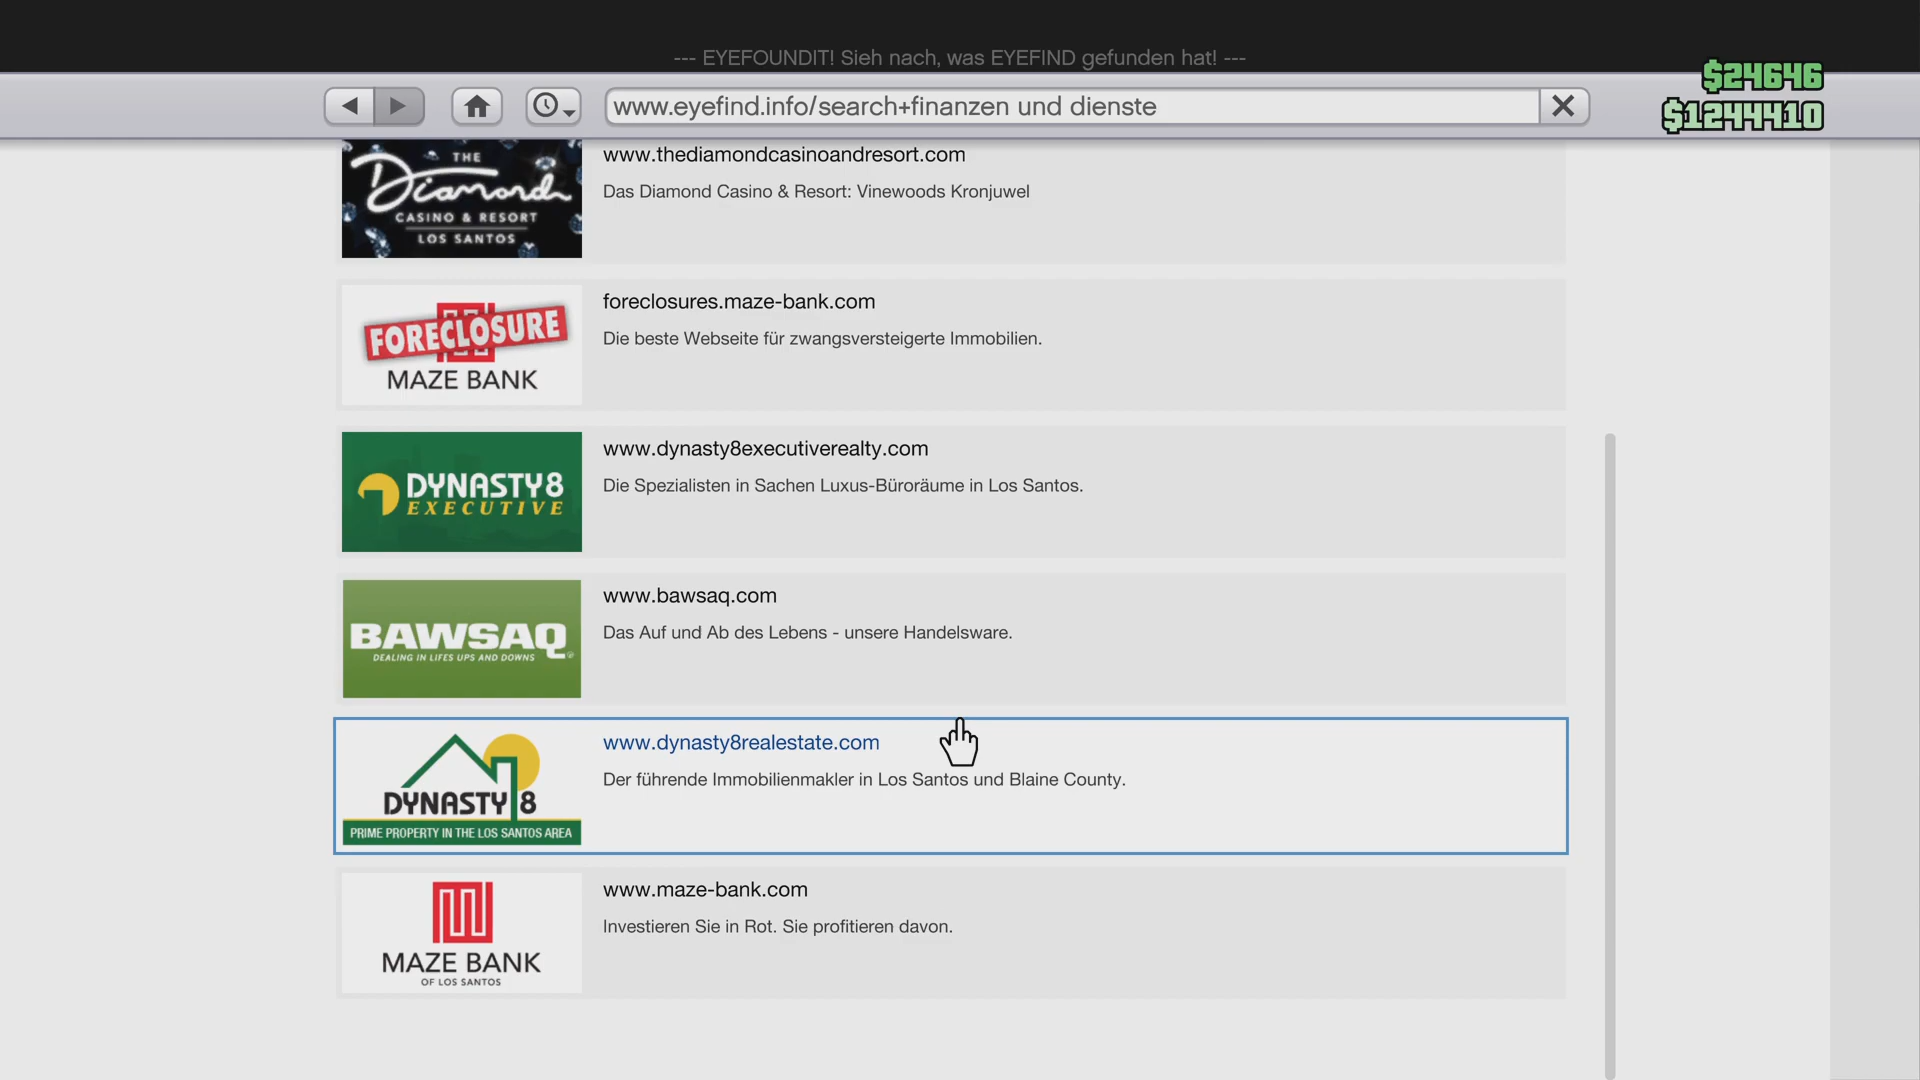 --- EYEFOUNDIT! Sieh nach, was EYEFIND gefunden hat! ---
$24646
www.eyefind.info/search+finanzen und dienste
$1244410
THE
Diamond
CASINO & RESORT
LOS SANTOS
www.thediamondcasinoandresort.com
Das Diamond Casino & Resort: Vinewoods Kronjuwel
FORECLOSURE
MAZE BANK
foreclosures.maze-bank.com
Die beste Webseite für zwangsversteigerte Immobilien.
DYNASTY8
EXECUTIVE
www.dynasty8executiverealty.com
Die Spezialisten in Sachen Luxus-Büroräume in Los Santos.
BAWSAQ
DEALING IN LIFES UPS AND DOWNS
www.bawsaq.com
Das Auf und Ab des Lebens - unsere Handelsware.
DYNASTY 8
PRIME PROPERTY IN THE LOS SANTOS AREA
www.dynasty8realestate.com
Der führende Immobilienmakler in Los Santos und Blaine County.
MAZE BANK
OF LOS SANTOS
www.maze-bank.com
Investieren Sie in Rot. Sie profitieren davon.